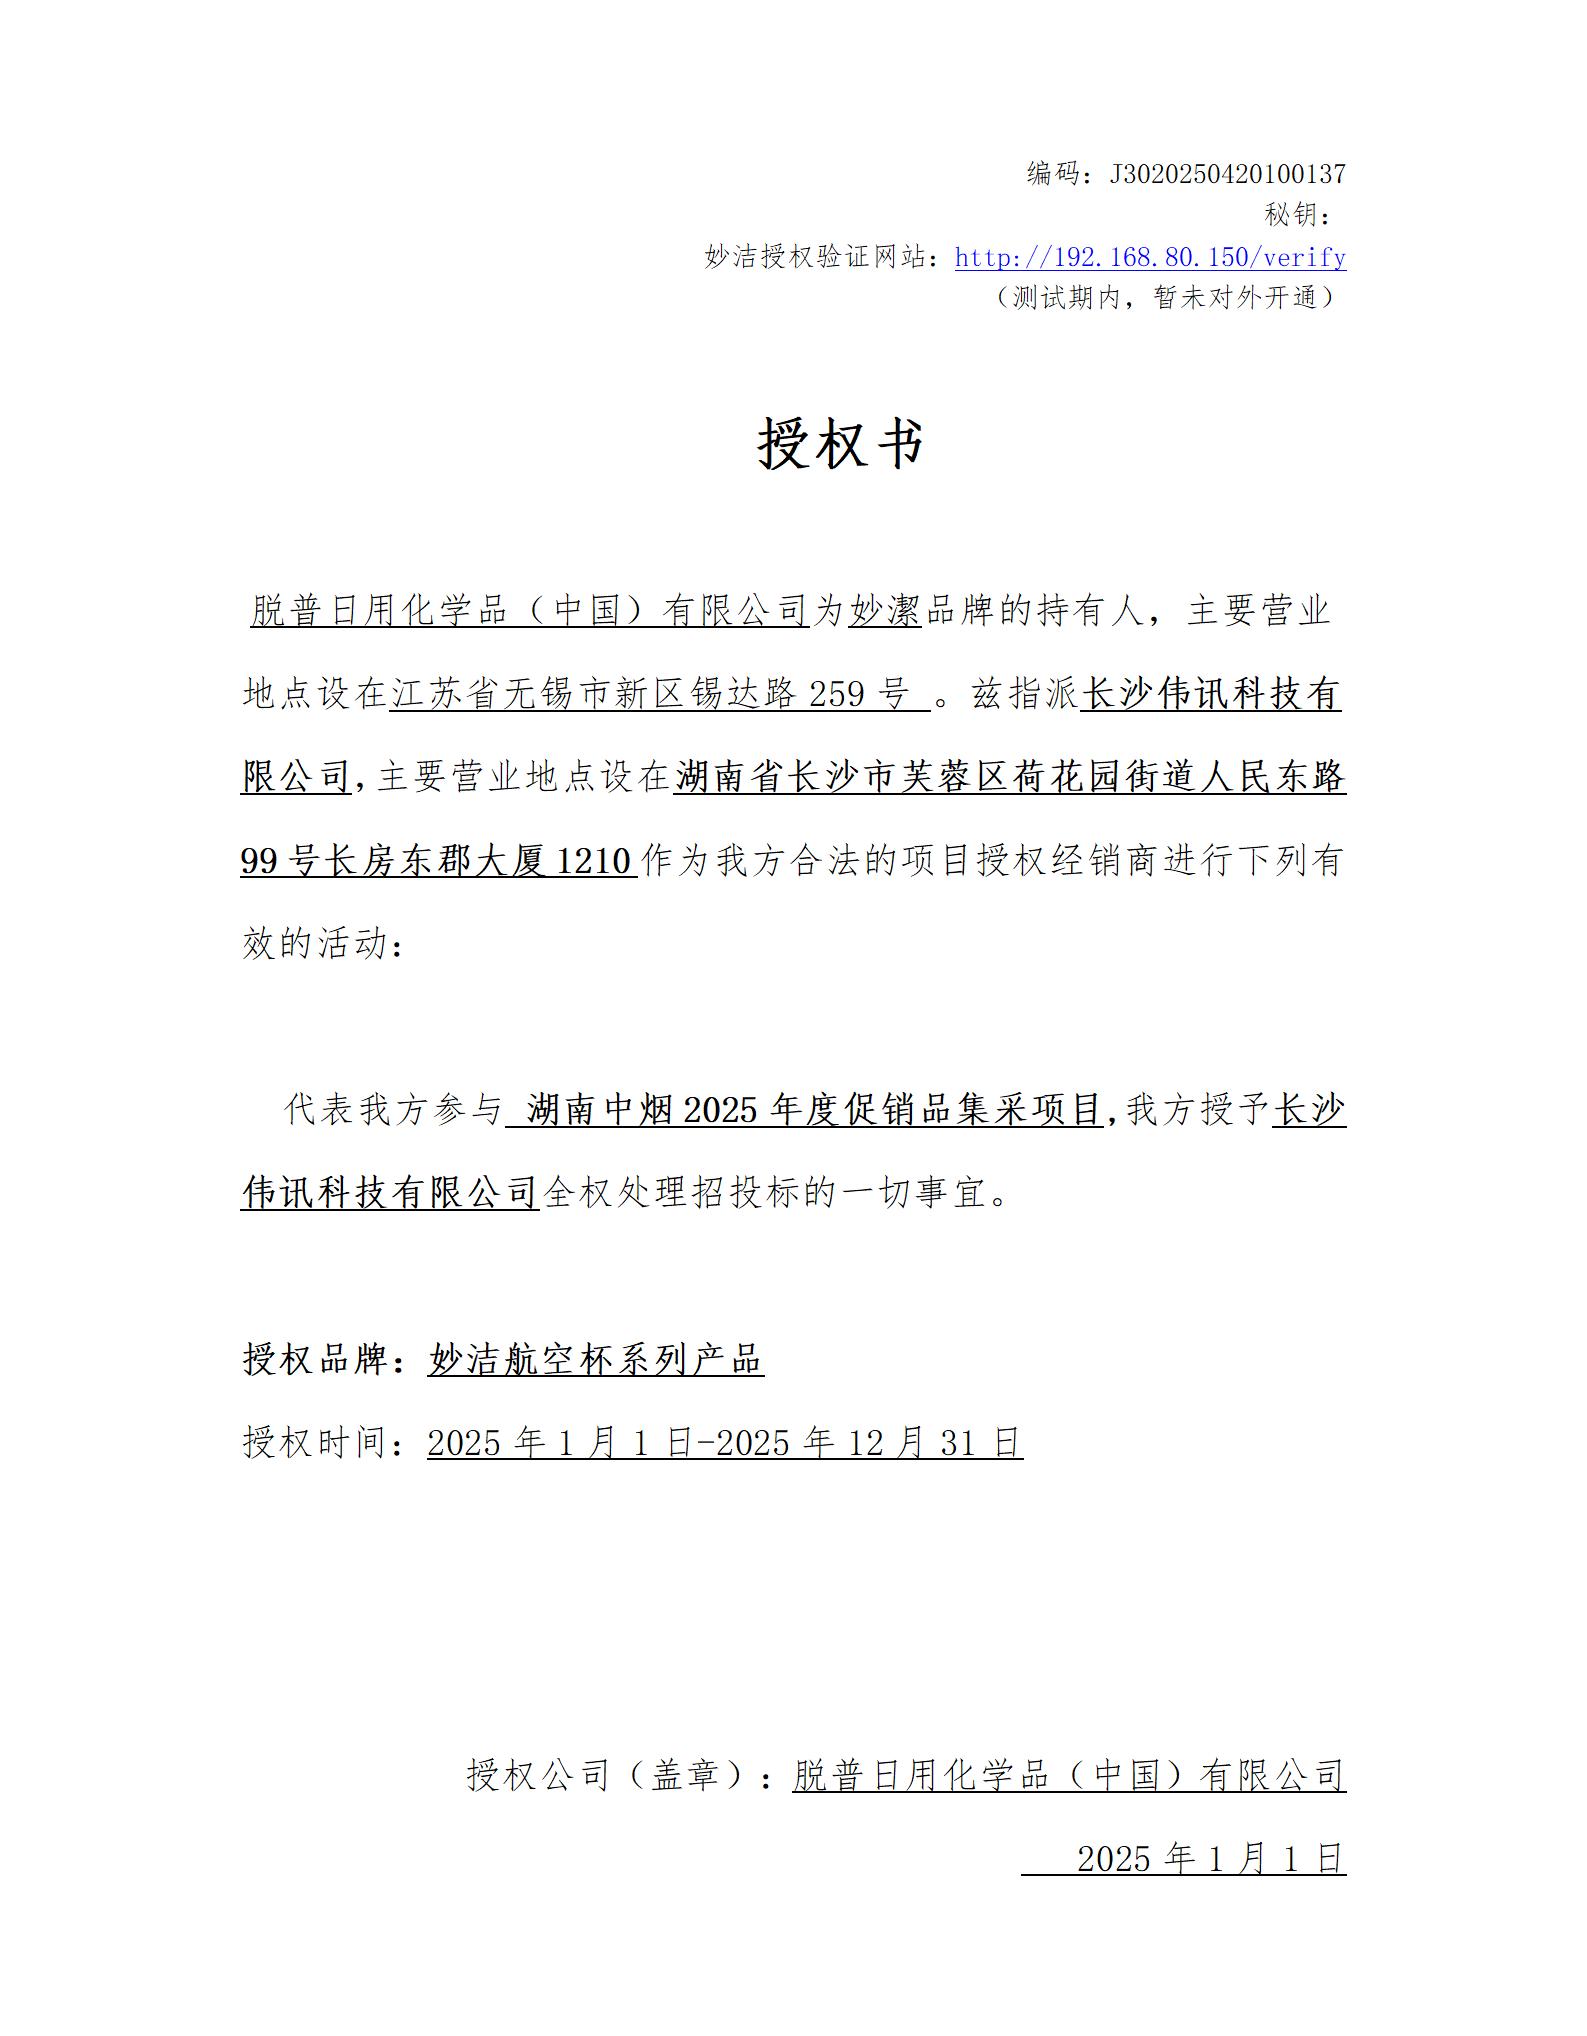 编码：J3020250420100137
秘钥：
妙洁授权验证网站：http://192.168.80.150/verify
（测试期内，暂未对外开通）
授权书
脱普日用化学品（中国）有限公司为妙潔品牌的持有人，主要营业
地点设在江苏省无锡市新区锡达路 259 号 。兹指派长沙伟讯科技有
限公司,主要营业地点设在湖南省长沙市芙蓉区荷花园街道人民东路
99 号长房东郡大厦 1210 作为我方合法的项目授权经销商进行下列有
效的活动：
代表我方参与 湖南中烟 2025 年度促销品集采项目,我方授予长沙
伟讯科技有限公司全权处理招投标的一切事宜。
授权品牌：妙洁航空杯系列产品
授权时间：2025 年 1 月 1 日-2025 年 12 月 31 日
授权公司（盖章）：脱普日用化学品（中国）有限公司
2025 年 1 月 1 日